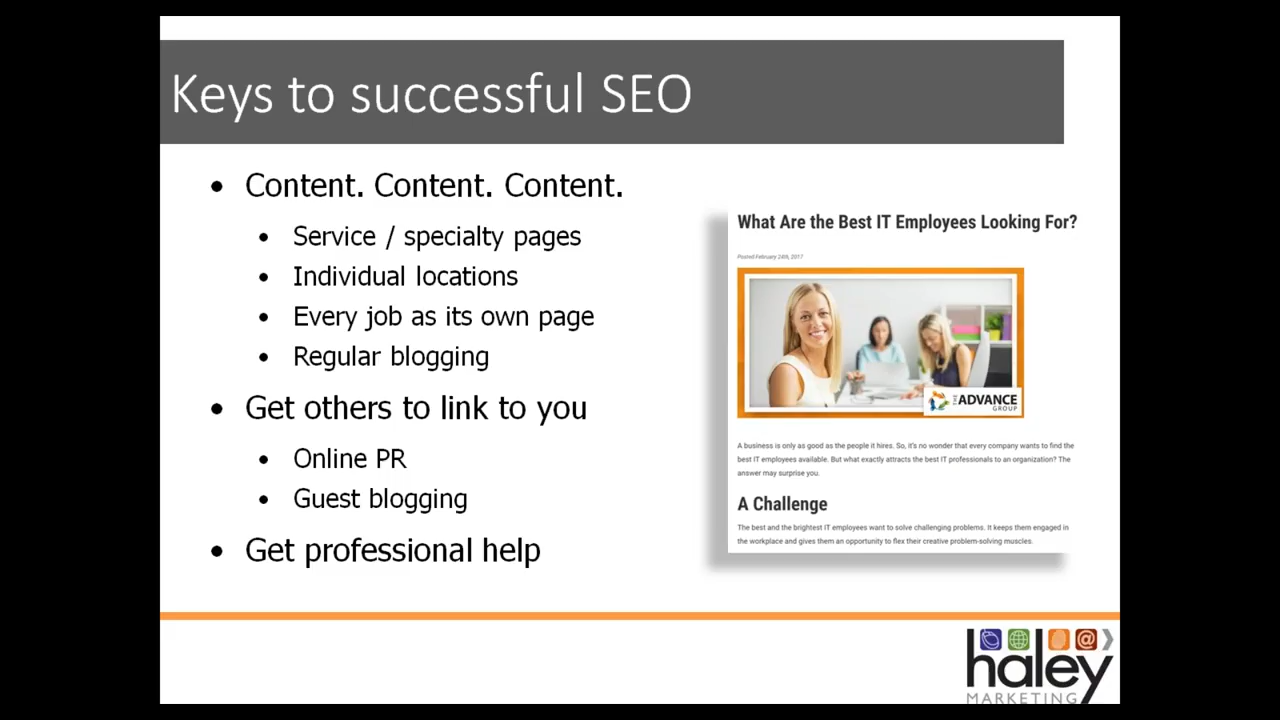 Keys to successful SEO
Content. Content. Content.
Service / specialty pages
Individual locations
Every job as its own page
Regular blogging
Get others to link to you
Online PR
Guest blogging
Get professional help
What Are the Best IT Employees Looking For?
Posted February 24th, 2017
THE ADVANCE
GROUP
A business is only as good as the people it hires. So, it's no wonder that every company wants to find the
best IT employees available. But what exactly attracts the best IT professionals to an organization? The
answer may surprise you.
A Challenge
The best and the brightest IT employees want to solve challenging problems. It keeps them engaged in
the workplace and gives them an opportunity to flex their creative problem-solving muscles.
haley
MARKETING